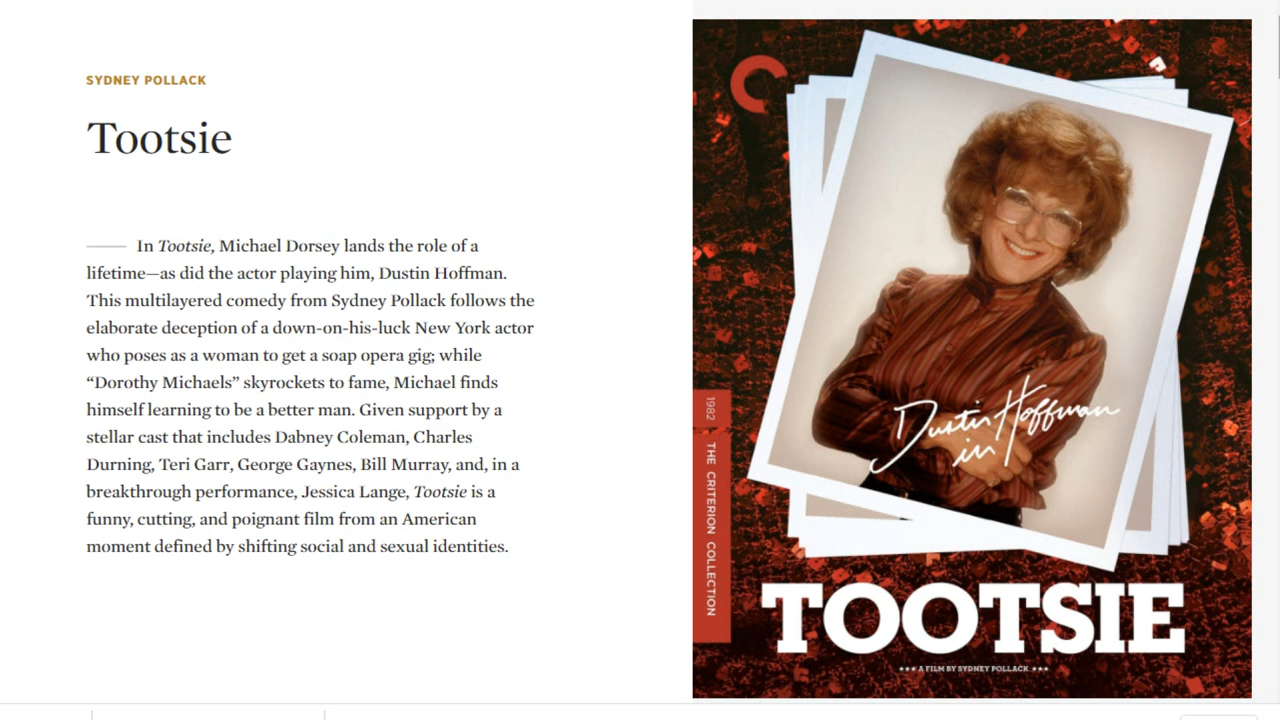 SYDNEY POLLACK
Tootsie
In Tootsie, Michael Dorsey lands the role of a
lifetime—as did the actor playing him, Dustin Hoffman.
This multilayered comedy from Sydney Pollack follows the
elaborate deception of a down-on-his-luck New York actor
who poses as a woman to get a soap opera gig; while
“Dorothy Michaels” skyrockets to fame, Michael finds
himself learning to be a better man. Given support by a
stellar cast that includes Dabney Coleman, Charles
Durning, Teri Garr, George Gaynes, Bill Murray, and, in a
breakthrough performance, Jessica Lange, Tootsie is a
funny, cutting, and poignant film from an American
moment defined by shifting social and sexual identities.
1982
THE CRITERION COLLECTION
Dustin Hoffman
in
TOOTSIE
★★★ A FILM BY SYDNEY POLLACK ★★★